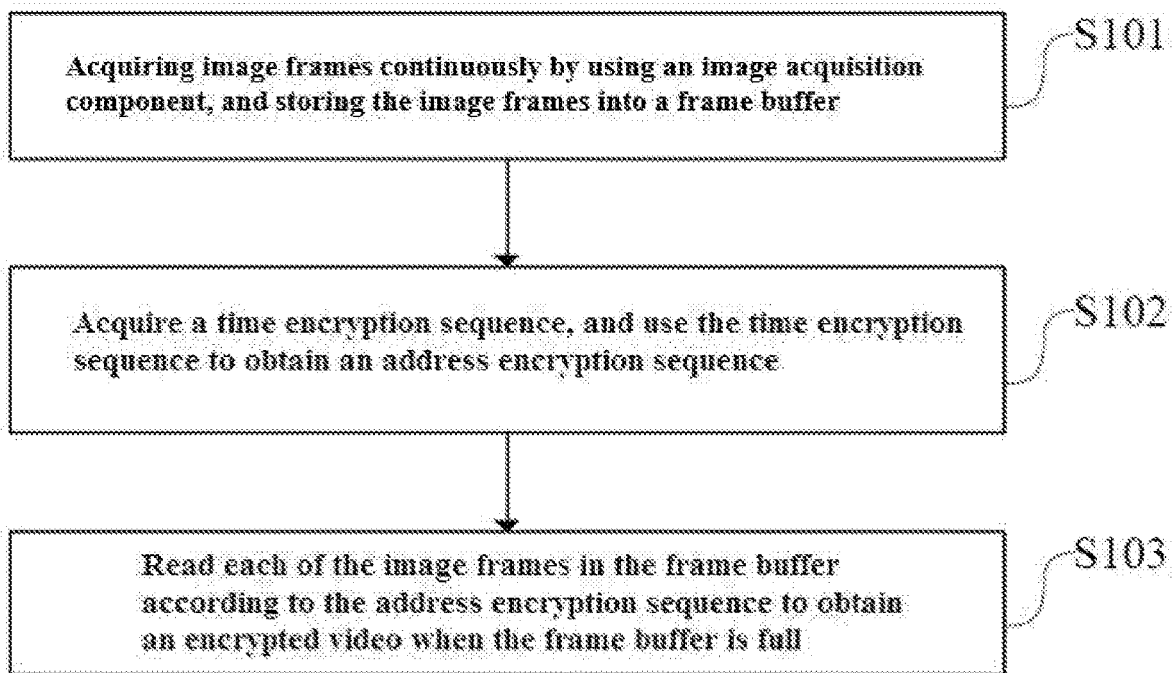 S101
Acquiring image frames continuously by using an image acquisition
component, and storing the image frames into a frame buffer
S102
Acquire a time encryption sequence, and use the time encryption
sequence to obtain an address encryption sequence
S103
Read each of the image frames in the frame buffer
according to the address encryption sequence to obtain
an encrypted video when the frame buffer is full